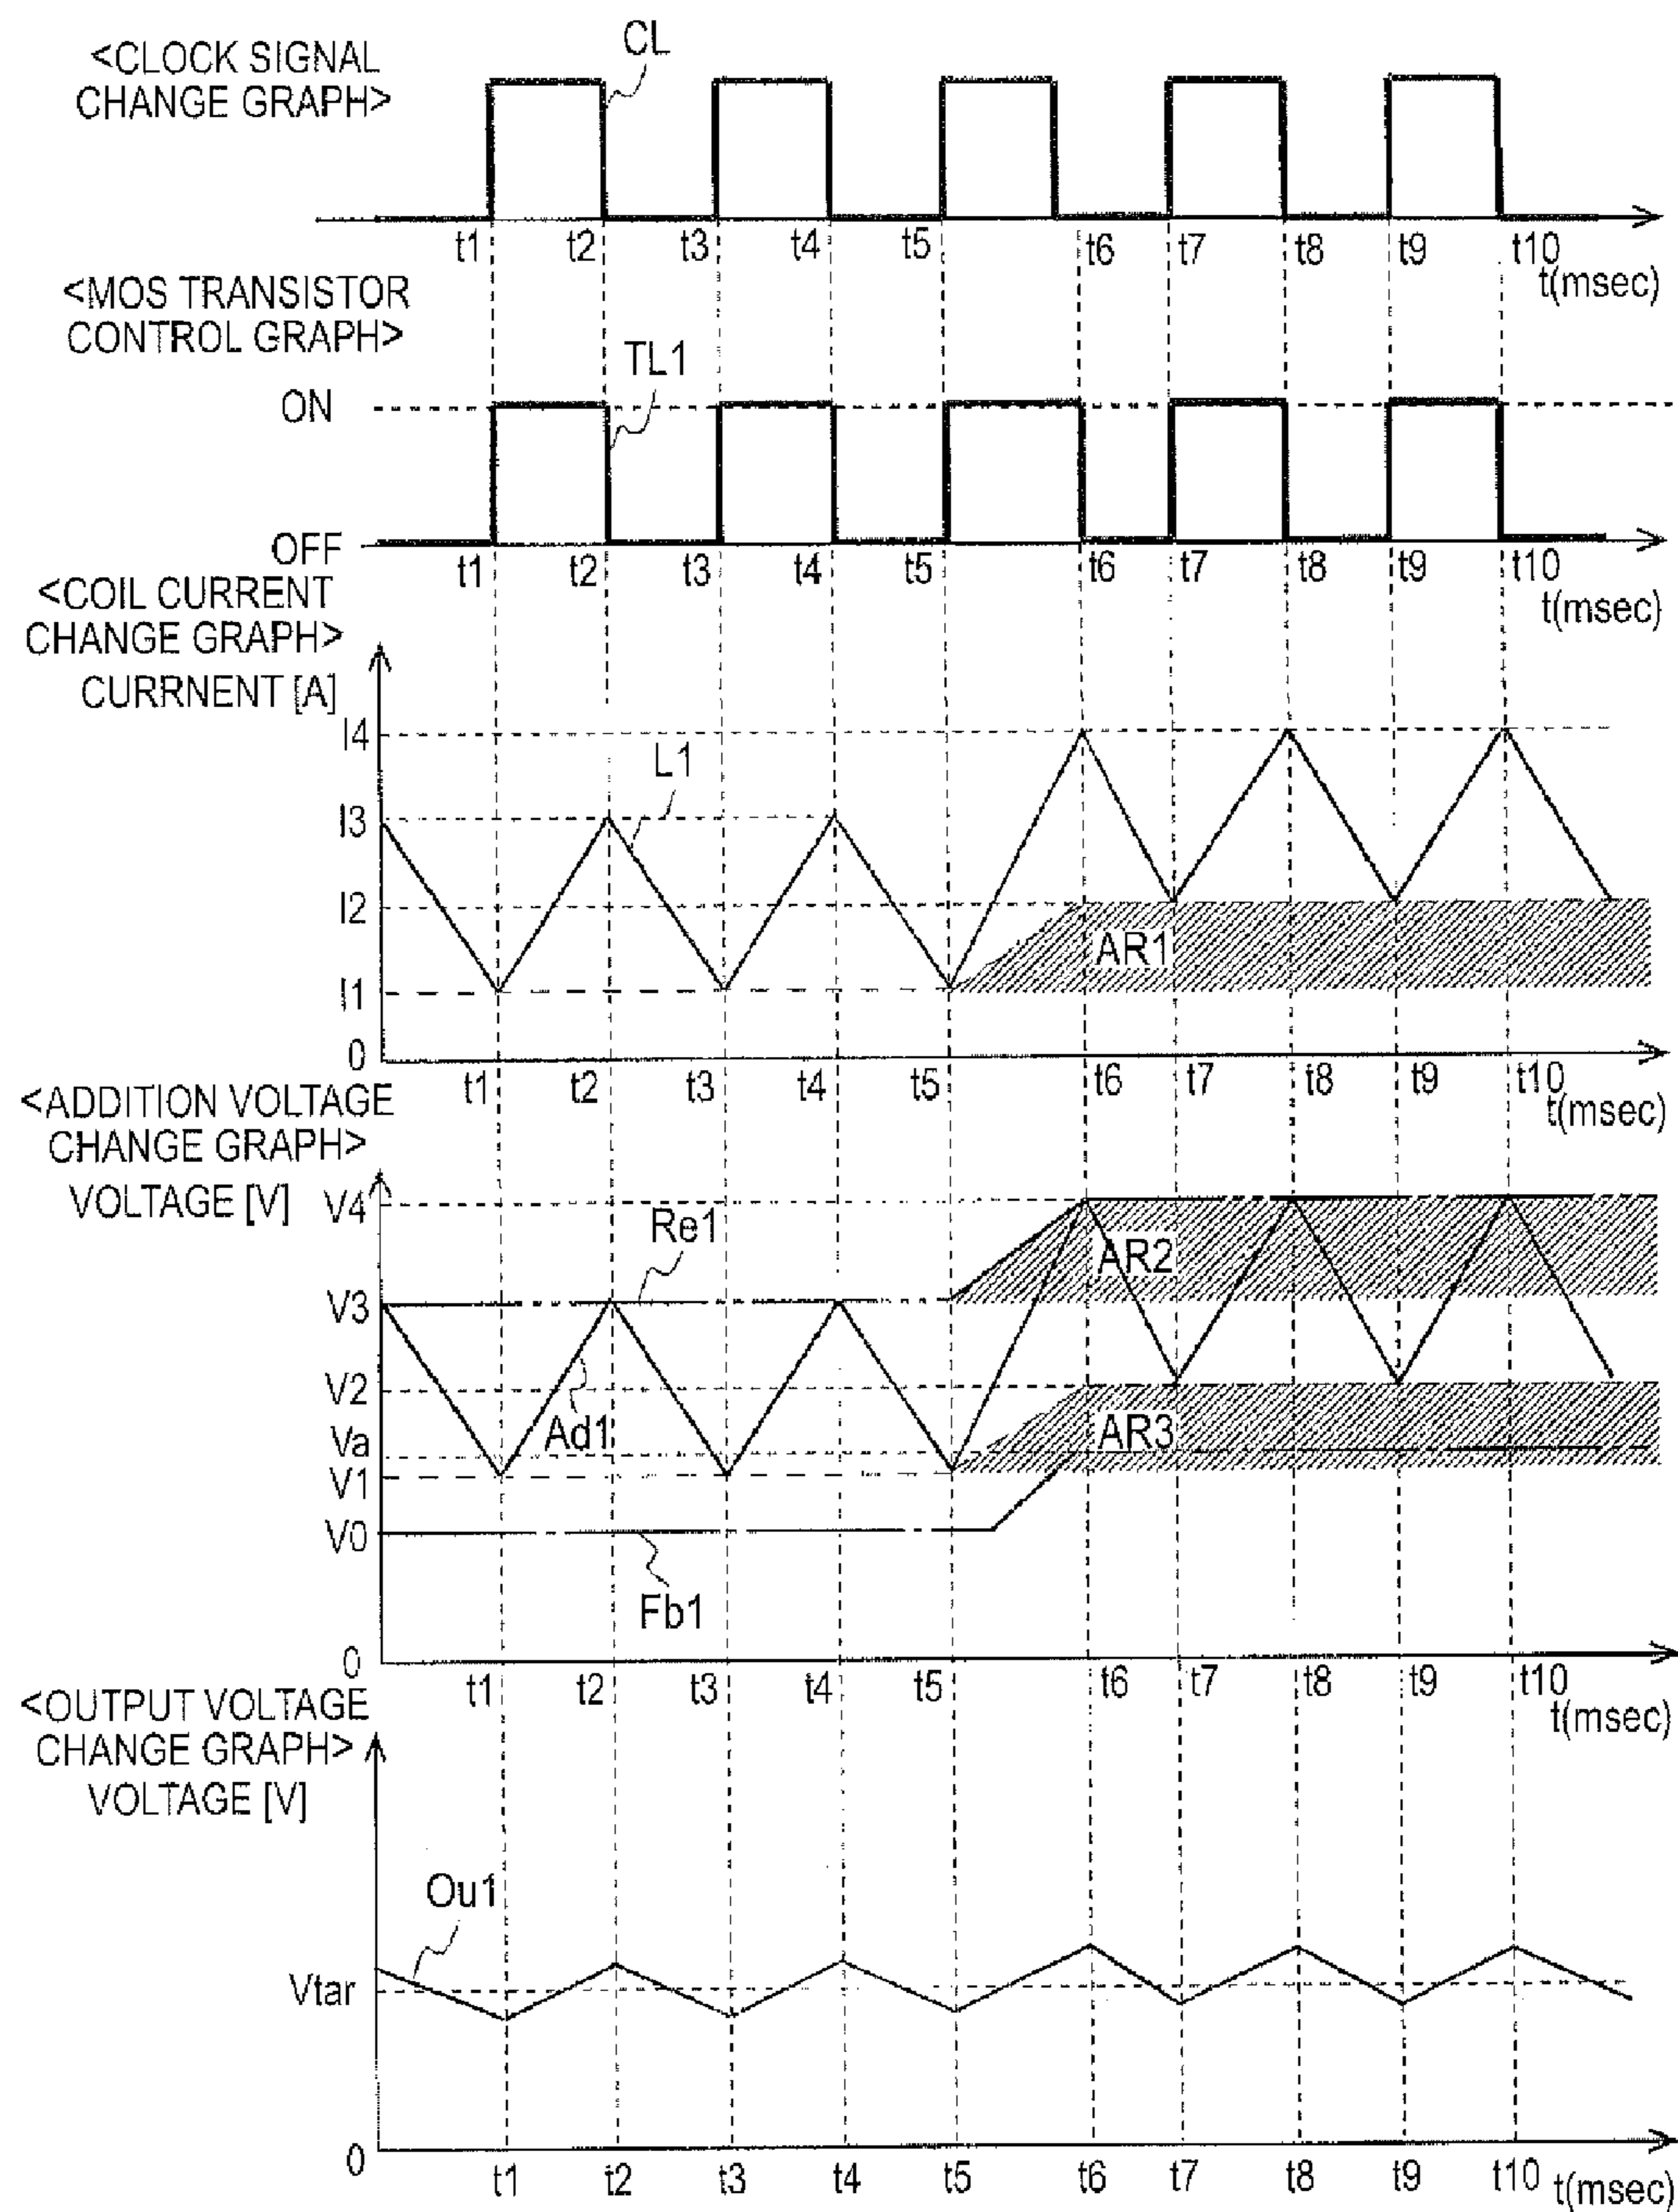 <CLOCK SIGNAL
CHANGE GRAPH>
CL
t1 t2 t3 t4 t5 t6 t7 t8 t9 t10
t(msec)
<MOS TRANSISTOR
CONTROL GRAPH>
TL1
ON
OFF
t1 t2 t3 t4 t5 t6 t7 t8 t9 t10
t(msec)
<COIL CURRENT
CHANGE GRAPH>
CURRNENT [A]
I4
L1
I3
I2
AR1
I1
0
t1 t2 t3 t4 t5 t6 t7 t8 t9 t10
t(msec)
<ADDITION VOLTAGE
CHANGE GRAPH>
VOLTAGE [V]
V4
Re1
AR2
V3
V2
Ad1
AR3
Va
V1
V0
Fb1
0
t1 t2 t3 t4 t5 t6 t7 t8 t9 t10
t(msec)
<OUTPUT VOLTAGE
CHANGE GRAPH>
VOLTAGE [V]
Ou1
Vtar
0
t1 t2 t3 t4 t5 t6 t7 t8 t9 t10 t(msec)